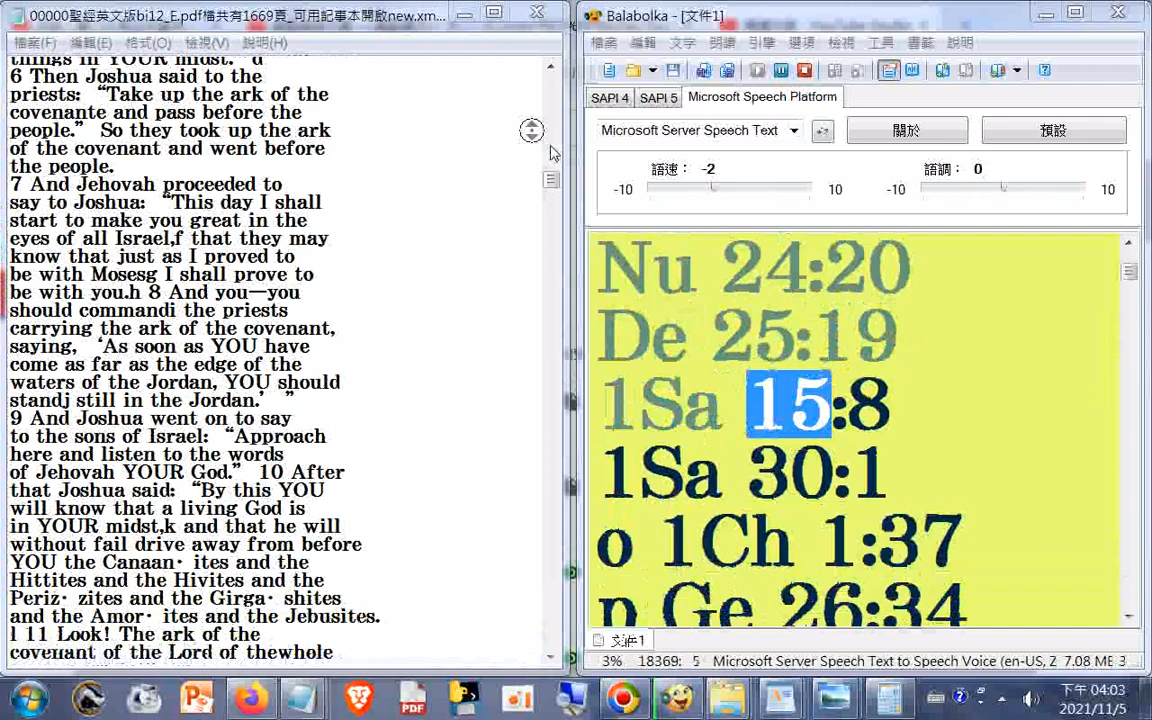 00000聖經英文版bi12_E.pdf檔共有1669頁_可用記事本開啟new.xm...
檔案(F) 編輯(E) 格式(O) 檢視(V) 說明(H)
things in YOUR midst." d
6 Then Joshua said to the
priests: “Take up the ark of the
covenante and pass before the
people.” So they took up the ark
of the covenant and went before
the people.
7 And Jehovah proceeded to
say to Joshua: “This day I shall
start to make you great in the
eyes of all Israel,f that they may
know that just as I proved to
be with Mosesg I shall prove to
be with you.h 8 And you—you
should commandi the priests
carrying the ark of the covenant,
saying, ‘As soon as YOU have
come as far as the edge of the
waters of the Jordan, YOU should
standj still in the Jordan.’ ”
9 And Joshua went on to say
to the sons of Israel: “Approach
here and listen to the words
of Jehovah YOUR God.” 10 After
that Joshua said: “By this YOU
will know that a living God is
in YOUR midst,k and that he will
without fail drive away from before
YOU the Canaan· ites and the
Hittites and the Hivites and the
Periz· zites and the Girga· shites
and the Amor· ites and the Jebusites.
l 11 Look! The ark of the
covenant of the Lord of thewhole
Balabolka - [文件1]
檔案 編輯 文字 朗讀 引擎 選項 檢視 工具 書籤 說明
SAPI 4 SAPI 5 Microsoft Speech Platform
Microsoft Server Speech Text 關於 預設
語速： -2 語調： 0
-10 10 -10 10
Nu 24:20
De 25:19
1Sa 15:8
1Sa 30:1
o 1Ch 1:37
p Ge 26:34
文件1
3% 18369: 5 Microsoft Server Speech Text to Speech Voice (en-US, 2 7.08 MB 3
PDF
下午 04:03
2021/11/5